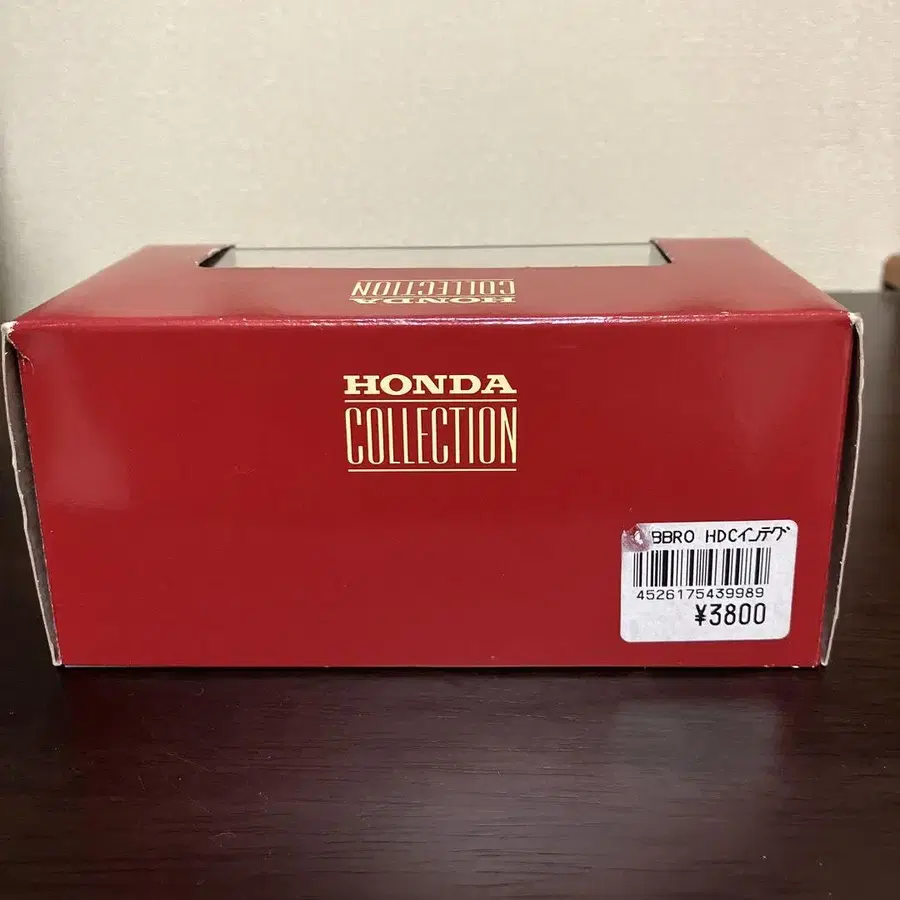 HONDA
COLLECTION
HONDA
COLLECTION
BBRO HDCインテグ
4526175439989
¥3800